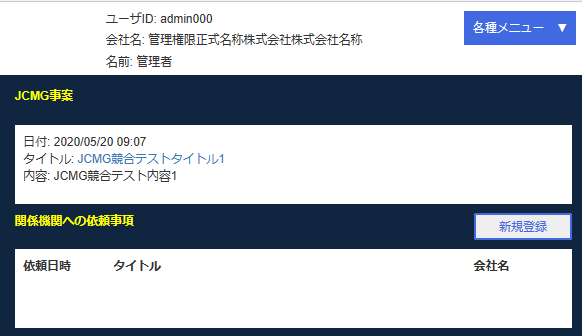 ユーザID: admin000
会社名: 管理権限正式名称株式会社株式会社名称
名前: 管理者
各種メニュー ▼
JCMG事案
日付: 2020/05/20 09:07
タイトル: JCMG競合テストタイトル1
内容: JCMG競合テスト内容1
関係機関への依頼事項
新規登録
依頼日時 タイトル 会社名